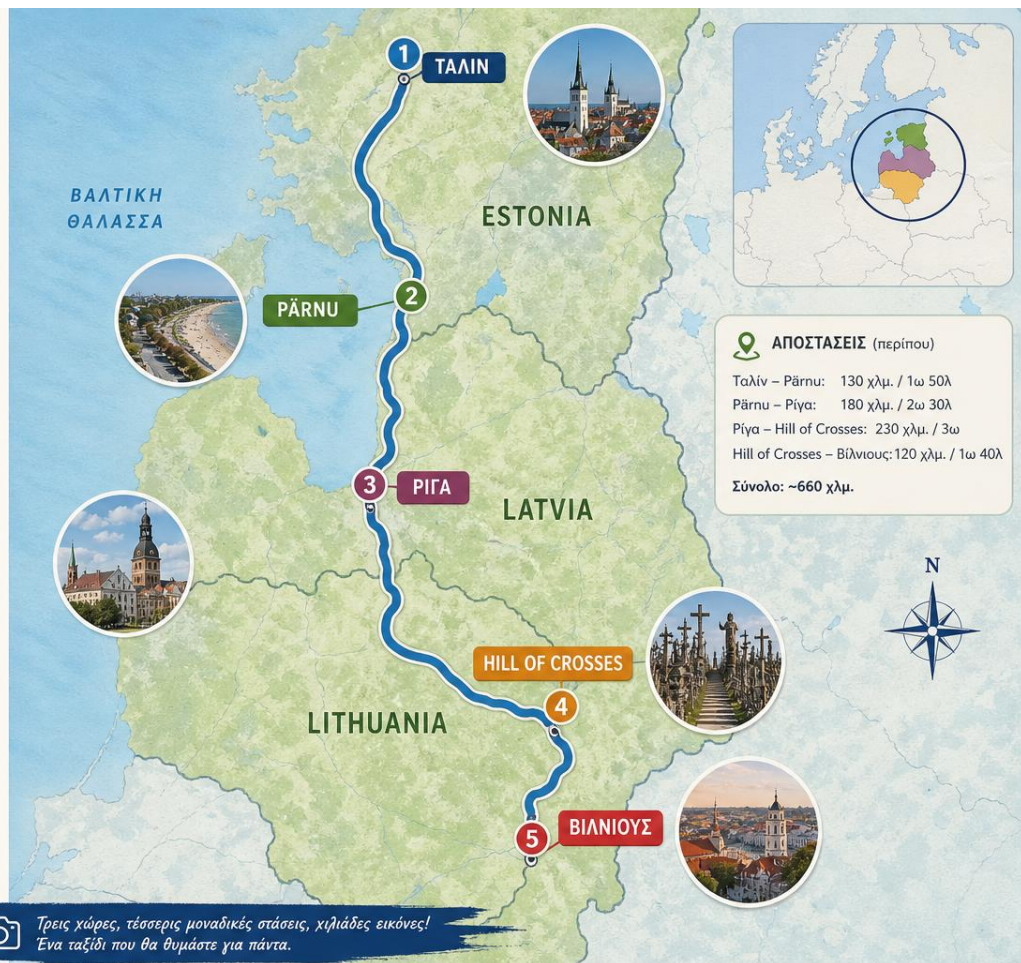 1
ΤΑΛΙΝ
ΒΑΛΤΙΚΗ
ΘΑΛΑΣΣΑ
ESTONIA
PÄRNU
2
ΑΠΟΣΤΑΣΕΙΣ (περίπου)
Ταλίν – Pärnu: 130 χλμ. / 1ω 50λ
Pärnu – Ρίγα: 180 χλμ. / 2ω 30λ
Ρίγα – Hill of Crosses: 230 χλμ. / 3ω
Hill of Crosses – Βίλνιους: 120 χλμ. / 1ω 40λ
Σύνολο: ~660 χλμ.
3
ΡΙΓΑ
LATVIA
N
HILL OF CROSSES
4
LITHUANIA
5
ΒΙΛΝΙΟΥΣ
Τρεις χώρες, τέσσερις μοναδικές στάσεις, χιλιάδες εικόνες!
Ένα ταξίδι που θα θυμάστε για πάντα.